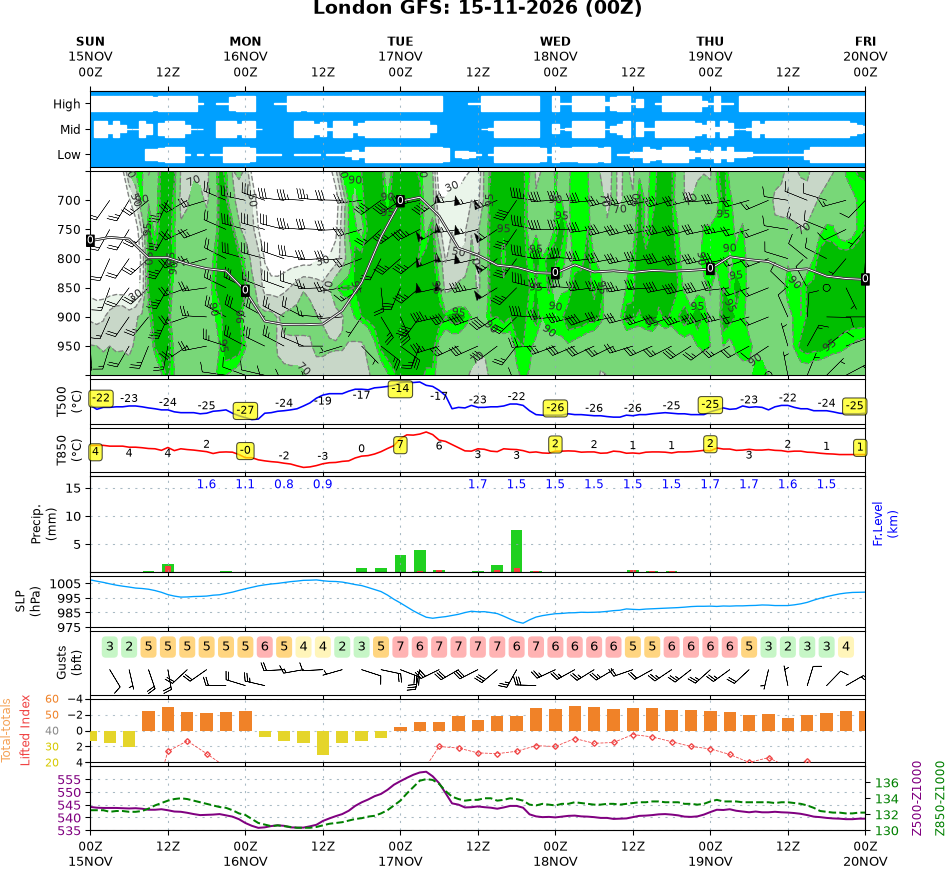 London GFS: 15-11-2026 (00Z)
SUN MON TUE WED THU FRI
15NOV 16NOV 17NOV 18NOV 19NOV 20NOV
00Z 12Z 00Z 12Z 00Z 12Z 00Z 12Z 00Z 12Z 00Z
High
Mid
Low
700
750
800
850
900
950
0 0 0 0 0 0
T500 (°C)
-22 -23 -24 -25 -27 -24 -19 -17 -14 -17 -23 -22 -26 -26 -26 -25 -25 -23 -22 -24 -25
T850 (°C)
4 4 4 2 -0 -2 -3 0 7 6 3 3 2 2 1 1 2 3 2 1 1
Precip. (mm)
15
10
5
1.6 1.1 0.8 0.9 1.7 1.5 1.5 1.5 1.5 1.5 1.7 1.7 1.6 1.5
Fr.Level (km)
SLP (hPa)
1005
995
985
975
Gusts (bft)
3 2 5 5 5 5 5 5 6 5 4 4 2 3 5 7 6 7 7 7 7 7 6 6 6 6 6 5 5 6 6 6 6 5 3 2 3 3 4
Total-totals
Lifted Index
60 −4
50 −2
40 0
30 2
20 4
555
550
545
540
535
136
134
132
130
Z500-Z1000
Z850-Z1000
00Z 12Z 00Z 12Z 00Z 12Z 00Z 12Z 00Z 12Z 00Z
15NOV 16NOV 17NOV 18NOV 19NOV 20NOV